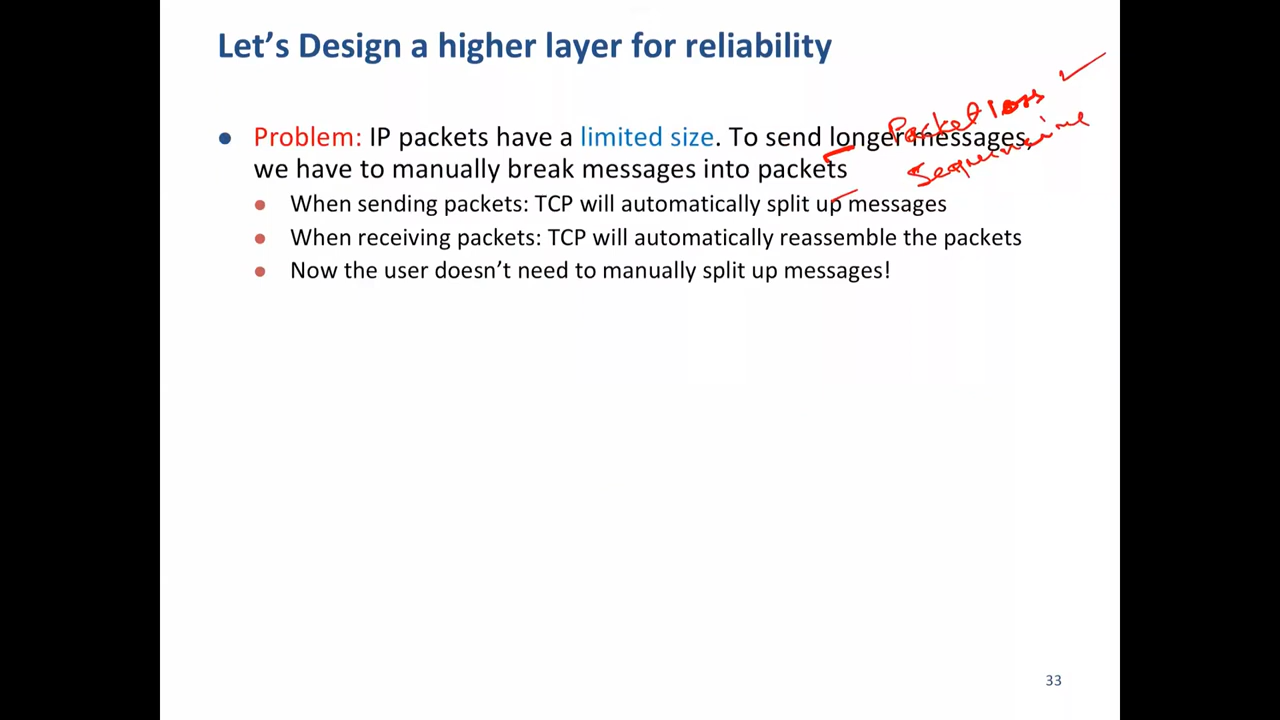 Let's Design a higher layer for reliability
Packet loss
Problem: IP packets have a limited size. To send longer messages,
we have to manually break messages into packets
When sending packets: TCP will automatically split up messages
When receiving packets: TCP will automatically reassemble the packets
Now the user doesn't need to manually split up messages!
33